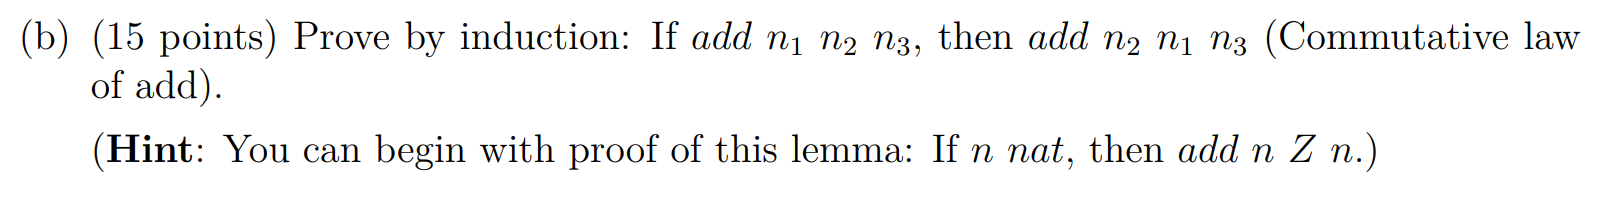 (b) (15 points) Prove by induction: If add n₁ n₂ n₃, then add n₂ n₁ n₃ (Commutative law
of add).
(Hint: You can begin with proof of this lemma: If n nat, then add n Z n.)